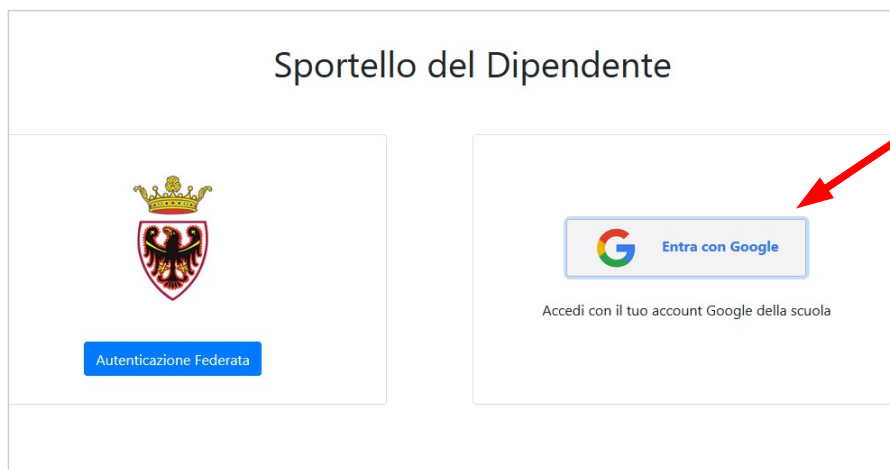 Sportello del Dipendente
Autenticazione Federata
Entra con Google
Accedi con il tuo account Google della scuola